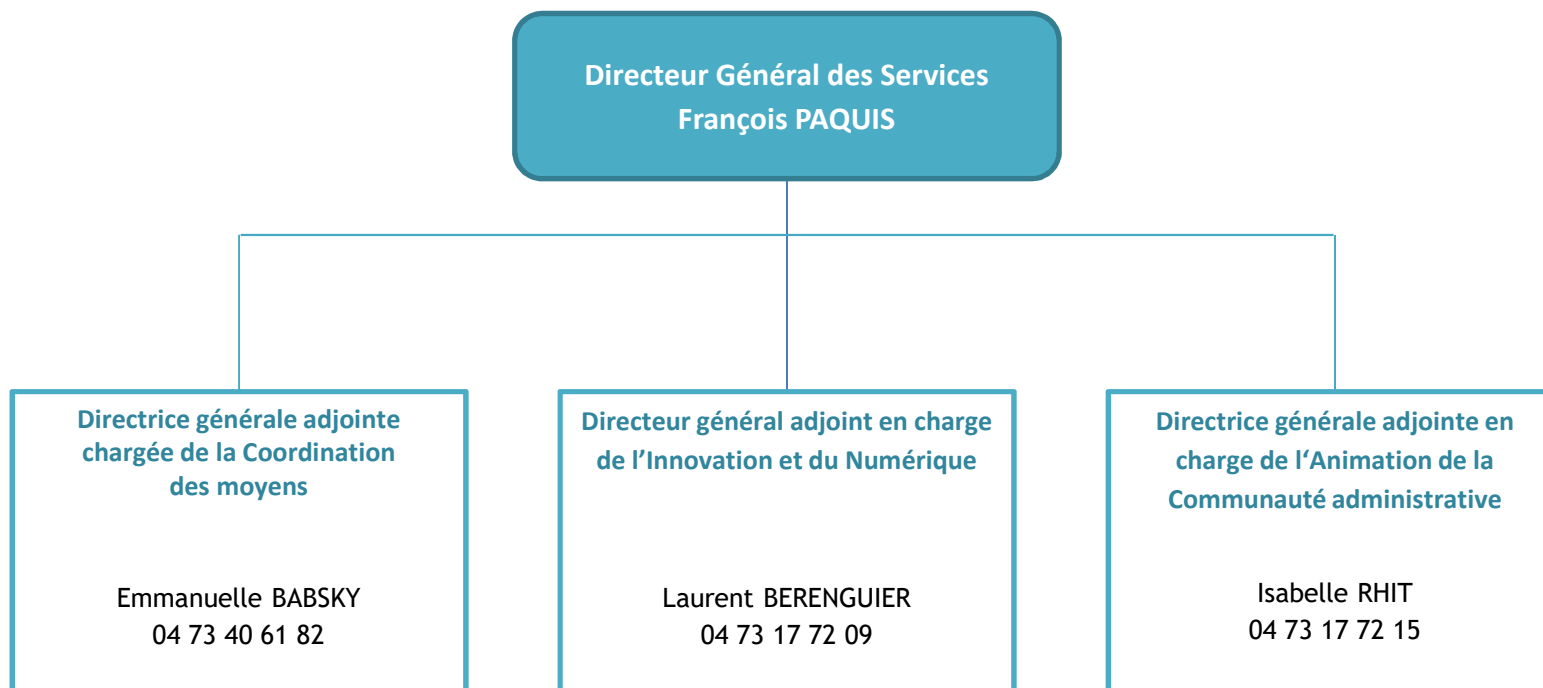 Directeur Général des Services
François PAQUIS
Directrice générale adjointe
chargée de la Coordination
des moyens
Emmanuelle BABSKY
04 73 40 61 82
Directeur général adjoint en charge
de l’Innovation et du Numérique
Laurent BERENGUIER
04 73 17 72 09
Directrice générale adjointe en
charge de l‘Animation de la
Communauté administrative
Isabelle RHIT
04 73 17 72 15